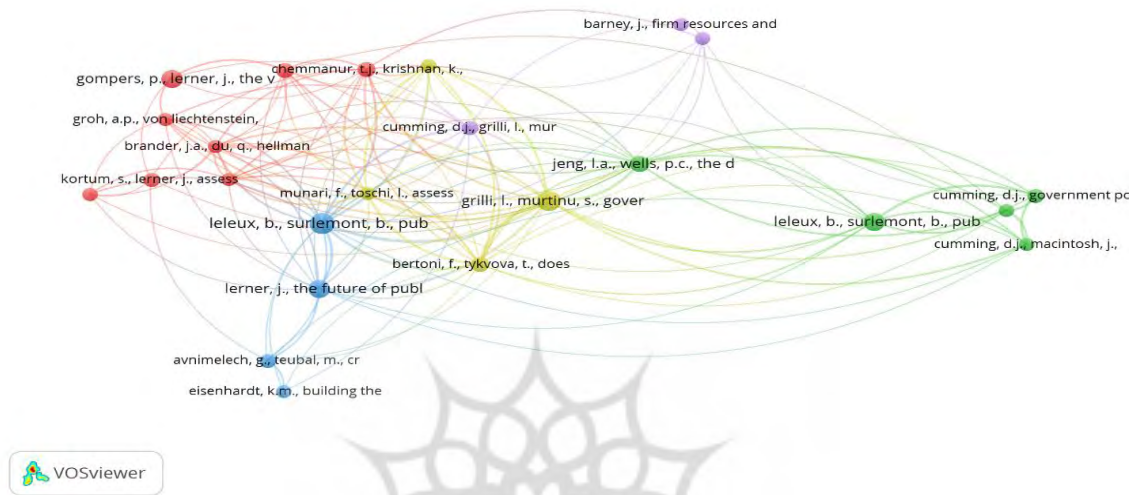 barney, j., firm resources and
chemmanur, t.j., krishnan, k.,
gompers, p., lerner, j., the v
groh, a.p., von liechtenstein,
cumming, d.j., grilli, l., mur
brander, j.a., du, q., hellman
jeng, l.a., wells, p.c., the d
kortum, s., lerner, j., assess
munari, f., toschi, l., assess
grilli, l., murtinu, s., gover
cumming, d.j., government po
leleux, b., surlemont, b., pub
leleux, b., surlemont, b., pub
cumming, d.j., macintosh, j.,
bertoni, f., tykvova, t., does
lerner, j., the future of publ
avnimelech, g., teubal, m., cr
eisenhardt, k.m., building the
VOSviewer